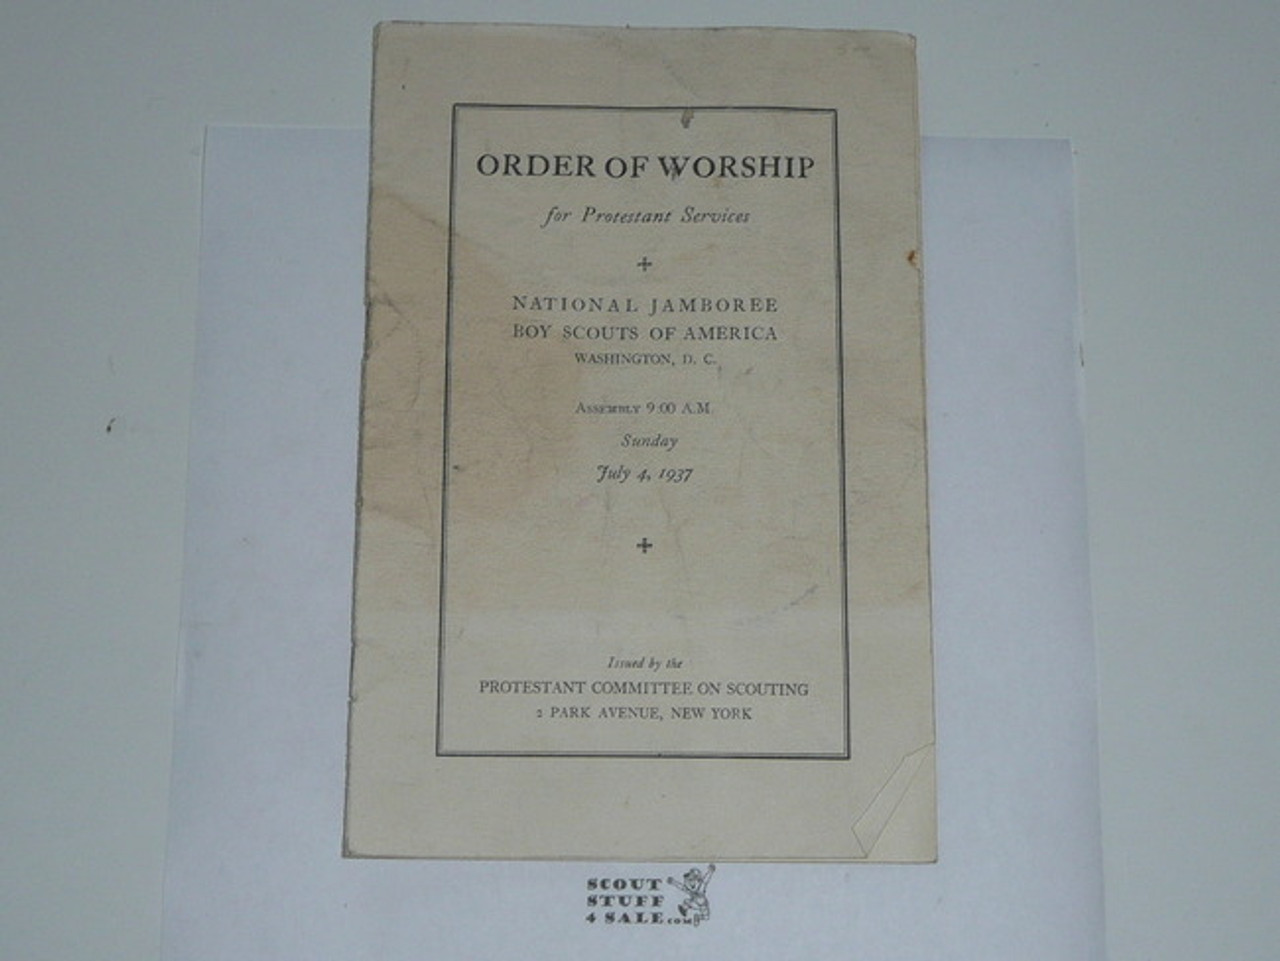 ORDER OF WORSHIP
for Protestant Services
NATIONAL JAMBOREE
BOY SCOUTS OF AMERICA
WASHINGTON, D. C.
ASSEMBLY 9:00 A.M.
Sunday
July 4, 1937
Issued by the
PROTESTANT COMMITTEE ON SCOUTING
2 PARK AVENUE, NEW YORK
SCOUT
STUFF
4 SALE.COM